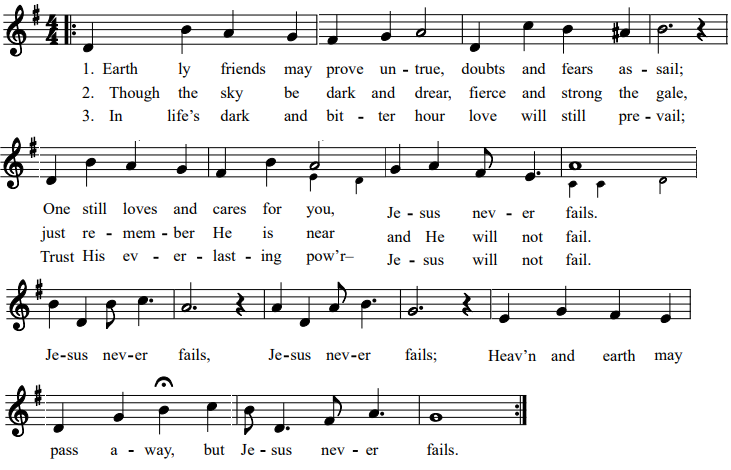 1. Earth ly friends may prove un - true, doubts and fears as - sail;
2. Though the sky be dark and drear, fierce and strong the gale,
3. In life's dark and bit - ter hour love will still pre - vail;
One still loves and cares for you, Je - sus nev - er fails.
just re - mem - ber He is near and He will not fail.
Trust His ev - er - last - ing pow'r– Je - sus will not fail.
Je-sus nev-er fails, Je-sus nev-er fails; Heav'n and earth may
pass a - way, but Je - sus nev - er fails.